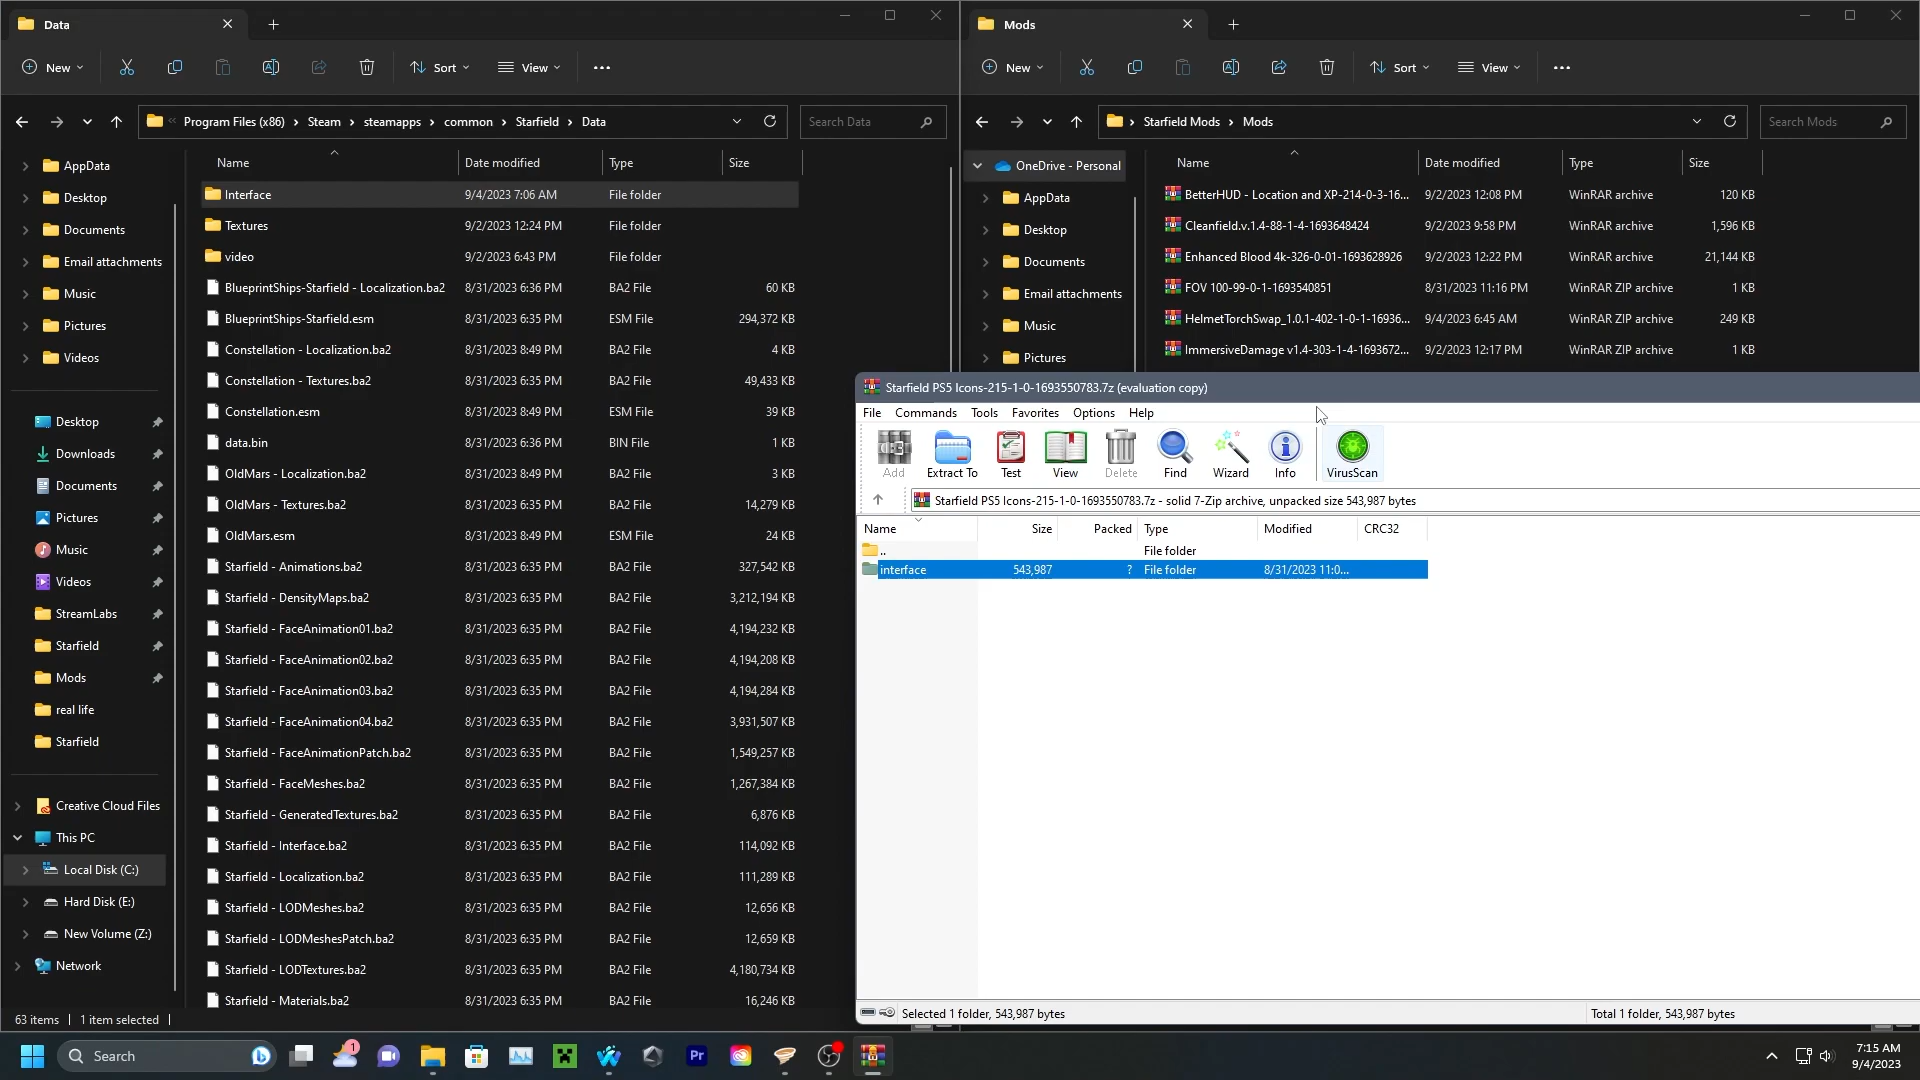 Data
New
Sort
View
Program Files (x86) > Steam > steamapps > common > Starfield > Data
Search Data
AppData
Desktop
Documents
Email attachments
Music
Pictures
Videos
Desktop
Downloads
Documents
Pictures
Music
Videos
StreamLabs
Starfield
Mods
real life
Starfield
Creative Cloud Files
This PC
Local Disk (C:)
Hard Disk (E:)
New Volume (Z:)
Network
Name Date modified Type Size
Interface 9/4/2023 7:06 AM File folder
Textures 9/2/2023 12:24 PM File folder
video 9/2/2023 6:43 PM File folder
BlueprintShips-Starfield - Localization.ba2 8/31/2023 6:36 PM BA2 File 60 KB
BlueprintShips-Starfield.esm 8/31/2023 6:35 PM ESM File 294,372 KB
Constellation - Localization.ba2 8/31/2023 8:49 PM BA2 File 4 KB
Constellation - Textures.ba2 8/31/2023 6:35 PM BA2 File 49,433 KB
Constellation.esm 8/31/2023 8:49 PM ESM File 39 KB
data.bin 8/31/2023 6:36 PM BIN File 1 KB
OldMars - Localization.ba2 8/31/2023 8:49 PM BA2 File 3 KB
OldMars - Textures.ba2 8/31/2023 6:35 PM BA2 File 14,279 KB
OldMars.esm 8/31/2023 8:49 PM ESM File 24 KB
Starfield - Animations.ba2 8/31/2023 6:35 PM BA2 File 327,542 KB
Starfield - DensityMaps.ba2 8/31/2023 6:35 PM BA2 File 3,212,194 KB
Starfield - FaceAnimation01.ba2 8/31/2023 6:35 PM BA2 File 4,194,232 KB
Starfield - FaceAnimation02.ba2 8/31/2023 6:35 PM BA2 File 4,194,208 KB
Starfield - FaceAnimation03.ba2 8/31/2023 6:35 PM BA2 File 4,194,284 KB
Starfield - FaceAnimation04.ba2 8/31/2023 6:35 PM BA2 File 3,931,507 KB
Starfield - FaceAnimationPatch.ba2 8/31/2023 6:35 PM BA2 File 1,549,257 KB
Starfield - FaceMeshes.ba2 8/31/2023 6:35 PM BA2 File 1,267,384 KB
Starfield - GeneratedTextures.ba2 8/31/2023 6:35 PM BA2 File 6,876 KB
Starfield - Interface.ba2 8/31/2023 6:35 PM BA2 File 114,092 KB
Starfield - Localization.ba2 8/31/2023 6:35 PM BA2 File 111,289 KB
Starfield - LODMeshes.ba2 8/31/2023 6:35 PM BA2 File 12,656 KB
Starfield - LODMeshesPatch.ba2 8/31/2023 6:35 PM BA2 File 12,659 KB
Starfield - LODTextures.ba2 8/31/2023 6:35 PM BA2 File 4,180,734 KB
Starfield - Materials.ba2 8/31/2023 6:35 PM BA2 File 16,246 KB
63 items | 1 item selected |
Mods
New
Sort
View
> Starfield Mods > Mods
Search Mods
OneDrive - Personal
AppData
Desktop
Documents
Email attachments
Music
Pictures
Name Date modified Type Size
BetterHUD - Location and XP-214-0-3-16... 9/2/2023 12:08 PM WinRAR archive 120 KB
Cleanfield.v.1.4-88-1-4-1693648424 9/2/2023 9:58 PM WinRAR archive 1,596 KB
Enhanced Blood 4k-326-0-01-1693628926 9/2/2023 12:22 PM WinRAR archive 21,144 KB
FOV 100-99-0-1-1693540851 8/31/2023 11:16 PM WinRAR ZIP archive 1 KB
HelmetTorchSwap_1.0.1-402-1-0-1-16936... 9/4/2023 6:45 AM WinRAR ZIP archive 249 KB
ImmersiveDamage v1.4-303-1-4-1693672... 9/2/2023 12:17 PM WinRAR ZIP archive 1 KB
Starfield PS5 Icons-215-1-0-1693550783.7z (evaluation copy)
File Commands Tools Favorites Options Help
Add Extract To Test View Delete Find Wizard Info VirusScan
Starfield PS5 Icons-215-1-0-1693550783.7z - solid 7-Zip archive, unpacked size 543,987 bytes
Name Size Packed Type Modified CRC32
.. File folder
interface 543,987 ? File folder 8/31/2023 11:0...
Selected 1 folder, 543,987 bytes
Total 1 folder, 543,987 bytes
Search
1
Pr
7:15 AM
9/4/2023